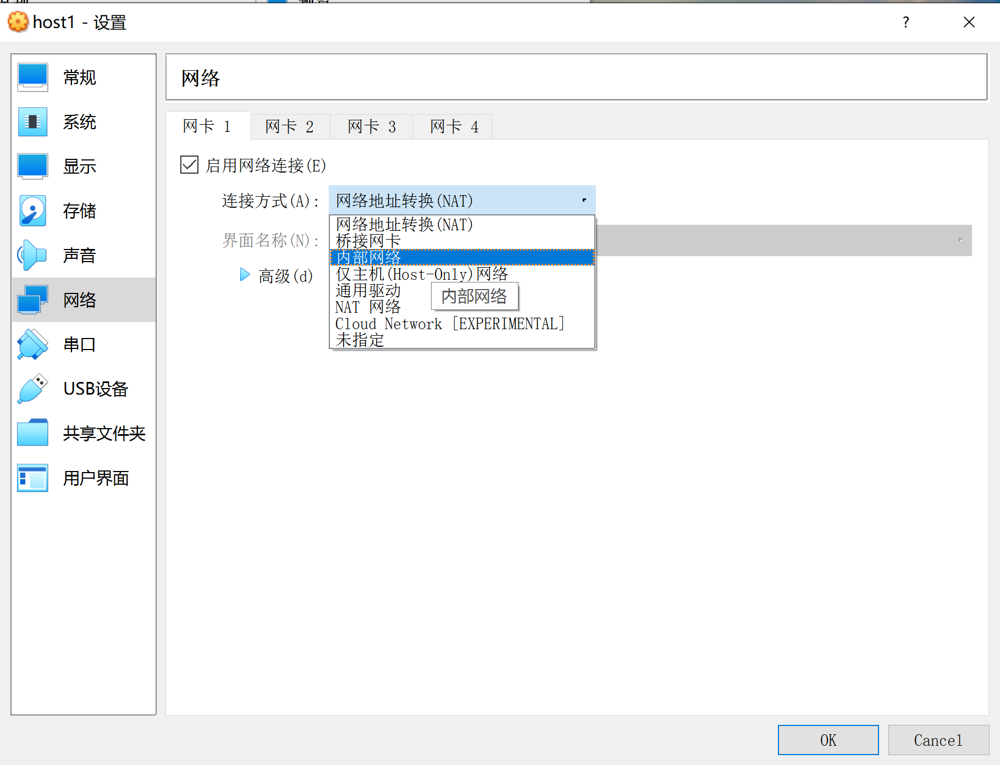 host1 - 设置
?
常规
系统
显示
存储
声音
网络
串口
USB设备
共享文件夹
用户界面
网络
网卡 1
网卡 2
网卡 3
网卡 4
启用网络连接(E)
连接方式(A):
网络地址转换(NAT)
界面名称(N):
高级(d)
网络地址转换(NAT)
桥接网卡
内部网络
仅主机(Host-Only)网络
通用驱动
NAT 网络
Cloud Network [EXPERIMENTAL]
未指定
内部网络
OK
Cancel